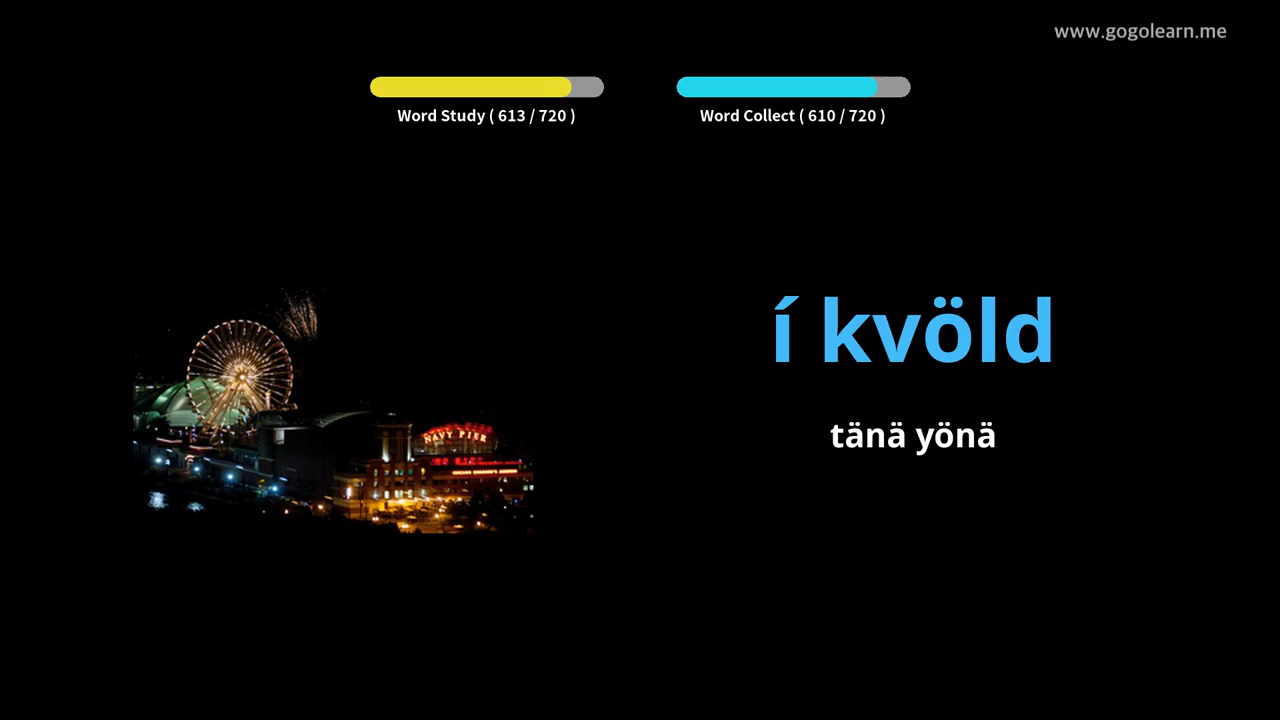 www.gogolearn.me
Word Study ( 613 / 720 )
Word Collect ( 610 / 720 )
í kvöld
tänä yönä
NAVY PIER